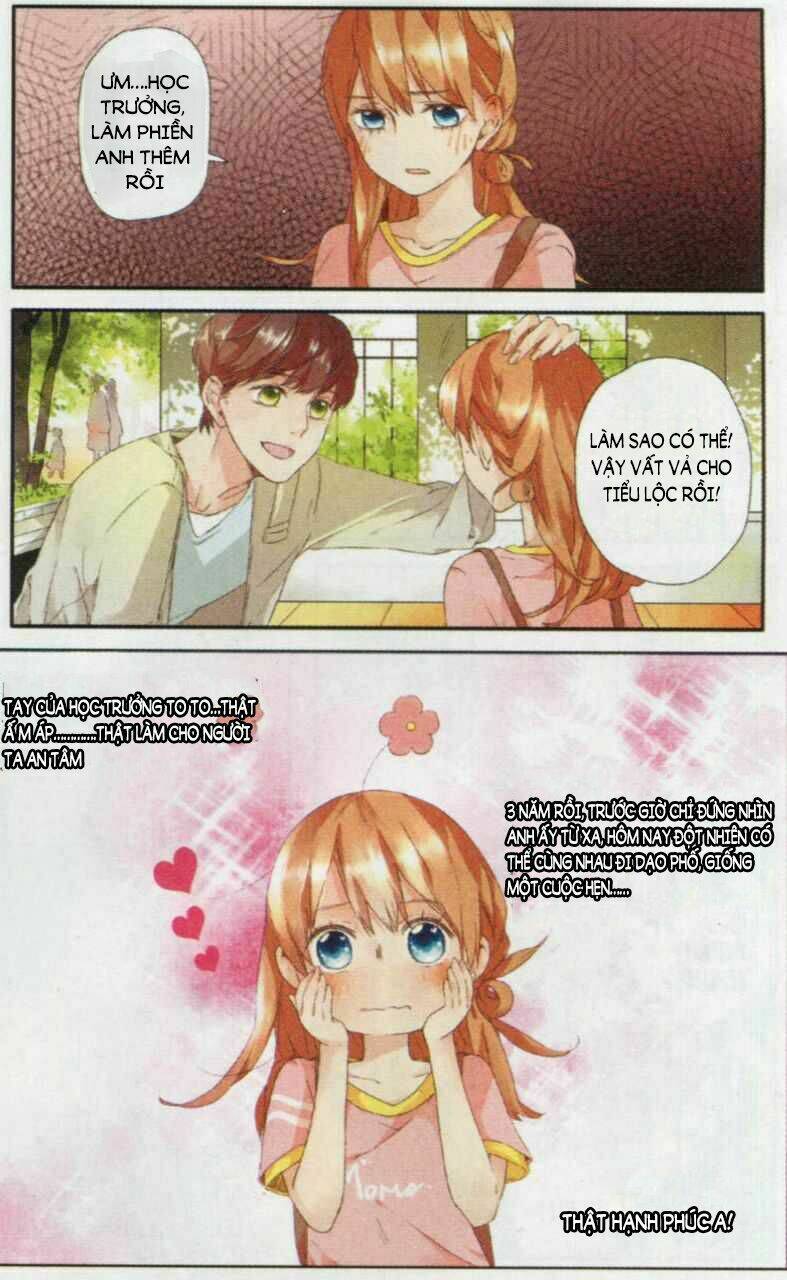 ƯM....HỌC
TRƯỞNG,
LÀM PHIỀN
ANH THÊM
RỒI
LÀM SAO CÓ THỂ!
VẬY VẤT VẢ CHO
TIỂU LỘC RỒI!
TAY CỦA HỌC TRƯỞNG TO TO...THẬT
ẤM ÁP............THẬT LÀM CHO NGƯỜI
TA AN TÂM
3 NĂM RỒI, TRƯỚC GIỜ CHỈ ĐỨNG NHÌN
ANH ẤY TỪ XA, HÔM NAY ĐỘT NHIÊN CÓ
THỂ CÙNG NHAU ĐI DẠO PHỐ, GIỐNG
MỘT CUỘC HẸN.....
Momo.
THẬT HẠNH PHÚC A!